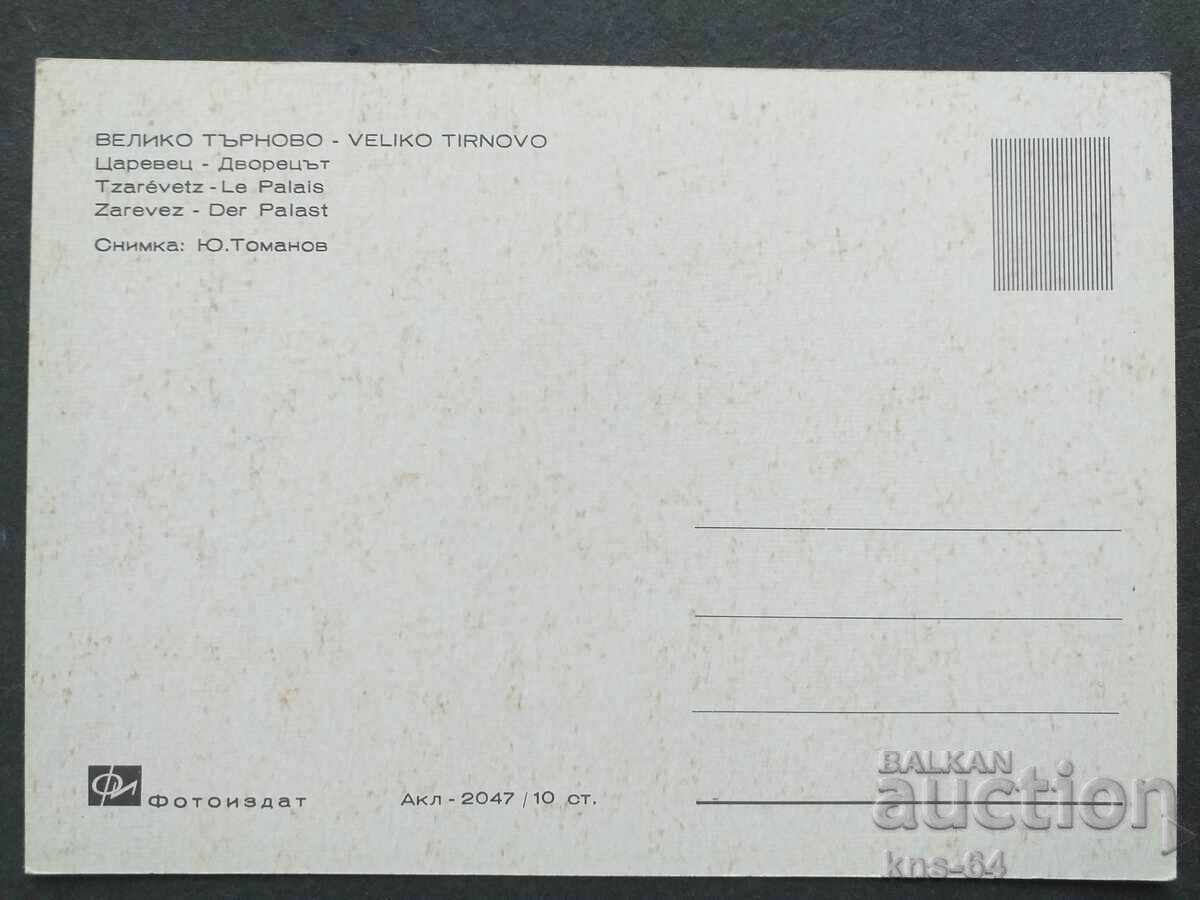 ВЕЛИКО ТЪРНОВО - VELIKO TIRNOVO
Царевец - Дворецът
Tzarévetz - Le Palais
Zarevez - Der Palast
Снимка: Ю.Томанов
ФИ Фотоиздат
Акл - 2047 / 10 ст.
BALKAN
auction
kns-64